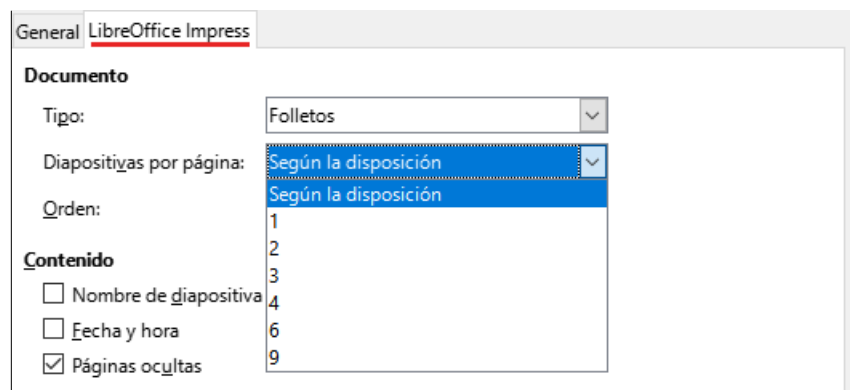 General LibreOffice Impress
Documento
Tipo: Folletos
Diapositivas por página: Según la disposición
Según la disposición
Orden:
1
2
Contenido
3
Nombre de diapositiva
4
Fecha y hora
6
Páginas ocultas
9